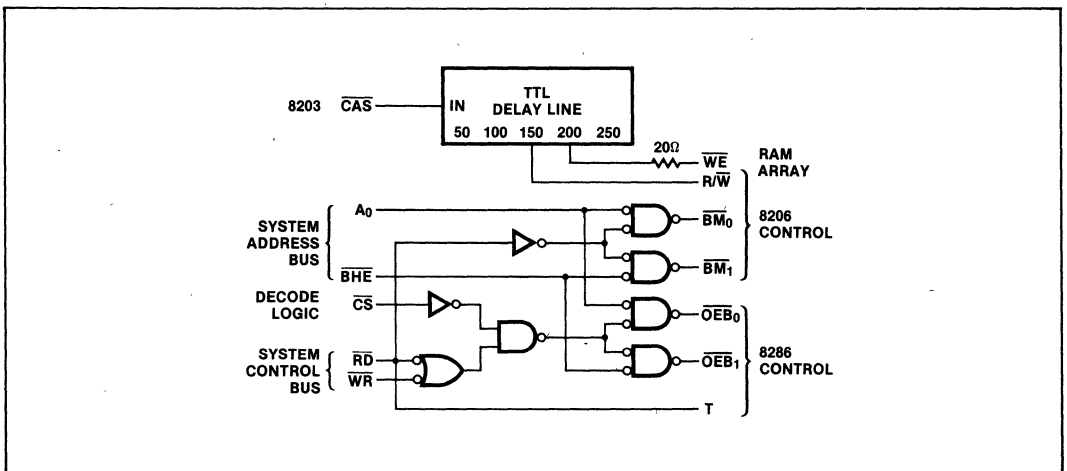 TTL
DELAY LINE
8203 CAS
IN
50 100 150 200 250
20Ω
WE
R/W
RAM
ARRAY
A0
BM0
8206
CONTROL
BM1
SYSTEM
ADDRESS
BUS
BHE
DECODE
LOGIC
CS
OEB0
SYSTEM
CONTROL
BUS
RD
WR
OEB1
8286
CONTROL
T